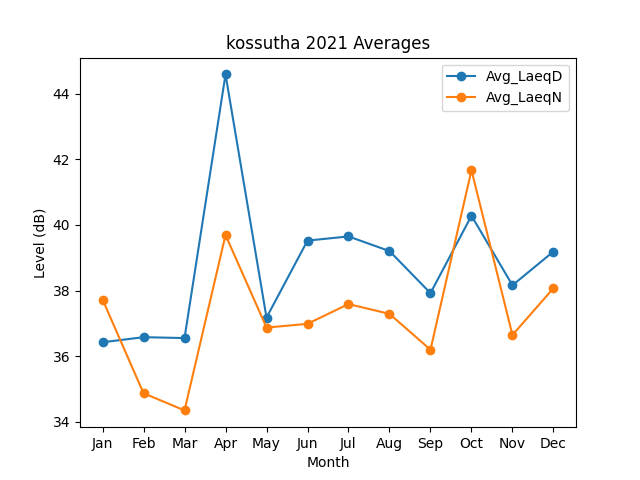 kossutha 2021 Averages
Avg_LaeqD
Avg_LaeqN
Level (dB)
44
42
40
38
36
34
Jan Feb Mar Apr May Jun Jul Aug Sep Oct Nov Dec
Month